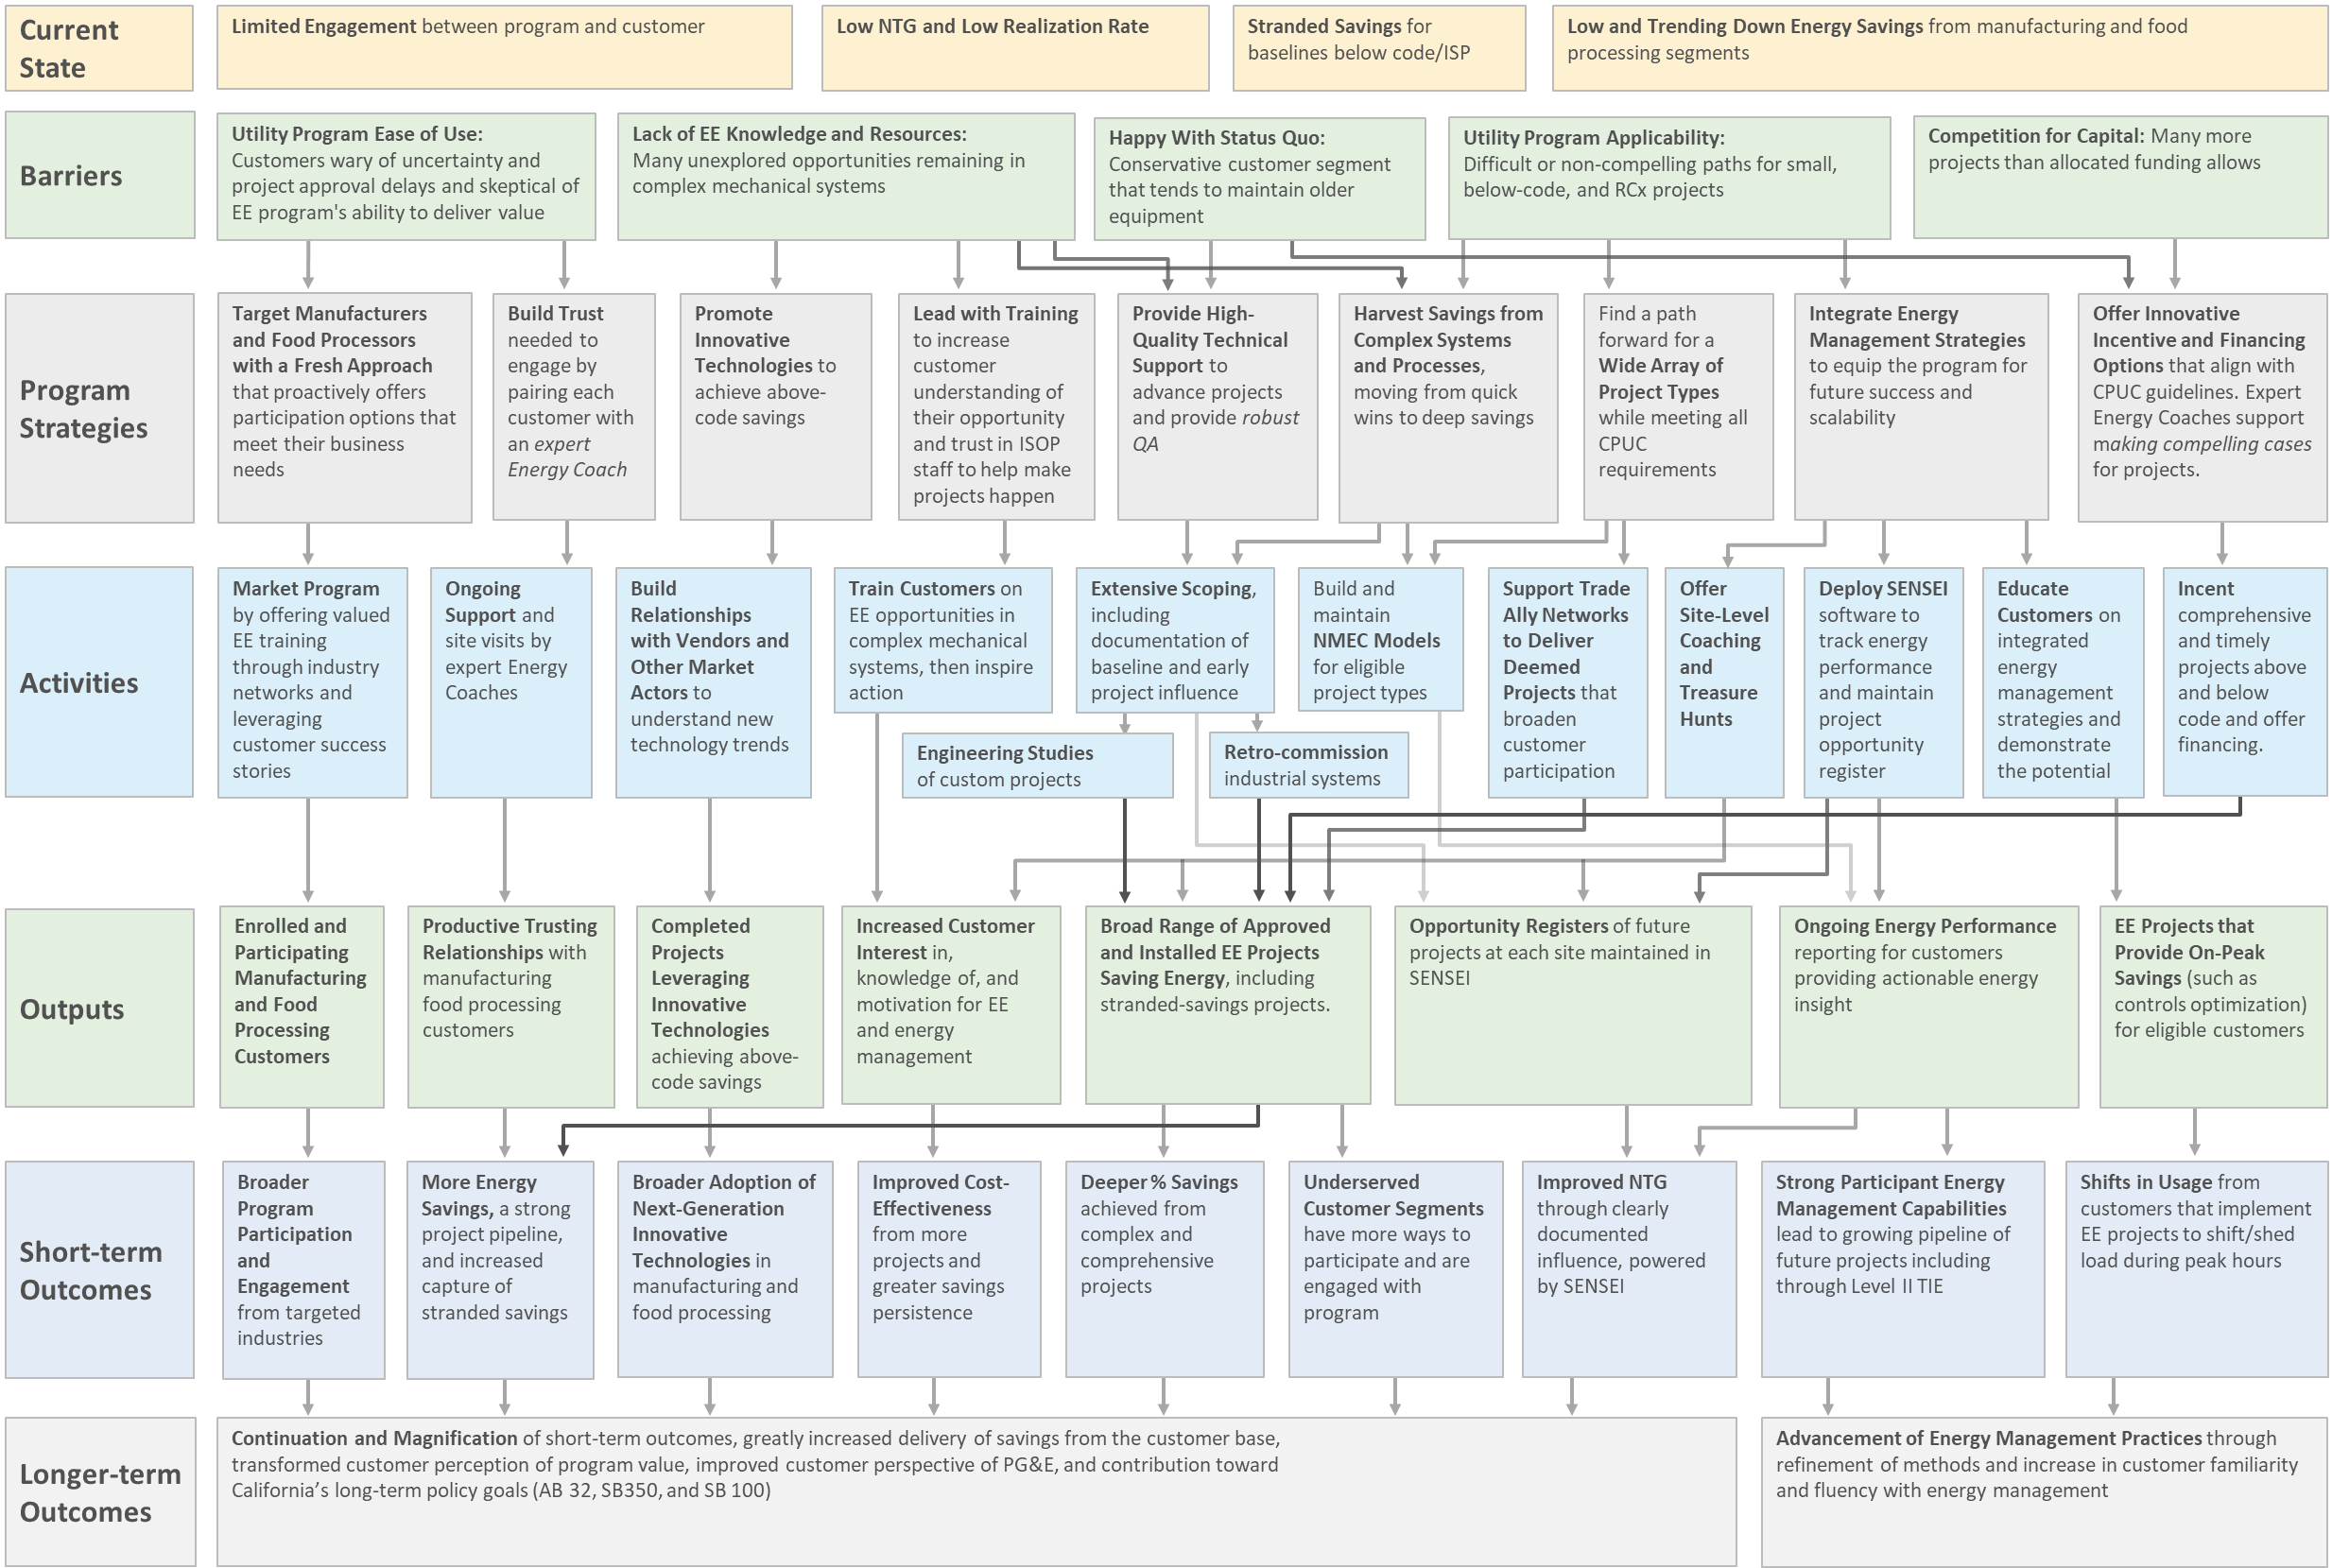 Current
State
Limited Engagement between program and customer
Low NTG and Low Realization Rate
Stranded Savings for
baselines below code/ISP
Low and Trending Down Energy Savings from manufacturing and food
processing segments
Barriers
Utility Program Ease of Use:
Customers wary of uncertainty and
project approval delays and skeptical of
EE program's ability to deliver value
Lack of EE Knowledge and Resources:
Many unexplored opportunities remaining in
complex mechanical systems
Happy With Status Quo:
Conservative customer segment
that tends to maintain older
equipment
Utility Program Applicability:
Difficult or non-compelling paths for small,
below-code, and RCx projects
Competition for Capital: Many more
projects than allocated funding allows
Program
Strategies
Target Manufacturers
and Food Processors
with a Fresh Approach
that proactively offers
participation options that
meet their business
needs
Build Trust
needed to
engage by
pairing each
customer with
an expert
Energy Coach
Promote
Innovative
Technologies to
achieve above-
code savings
Lead with Training
to increase
customer
understanding of
their opportunity
and trust in ISOP
staff to help make
projects happen
Provide High-
Quality Technical
Support to
advance projects
and provide robust
QA
Harvest Savings from
Complex Systems
and Processes,
moving from quick
wins to deep savings
Find a path
forward for a
Wide Array of
Project Types
while meeting all
CPUC
requirements
Integrate Energy
Management Strategies
to equip the program for
future success and
scalability
Offer Innovative
Incentive and Financing
Options that align with
CPUC guidelines. Expert
Energy Coaches support
making compelling cases
for projects.
Activities
Market Program
by offering valued
EE training
through industry
networks and
leveraging
customer success
stories
Ongoing
Support and
site visits by
expert Energy
Coaches
Build
Relationships
with Vendors and
Other Market
Actors to
understand new
technology trends
Train Customers on
EE opportunities in
complex mechanical
systems, then inspire
action
Extensive Scoping,
including
documentation of
baseline and early
project influence
Engineering Studies
of custom projects
Retro-commission
industrial systems
Build and
maintain
NMEC Models
for eligible
project types
Support Trade
Ally Networks
to Deliver
Deemed
Projects that
broaden
customer
participation
Offer
Site-Level
Coaching
and
Treasure
Hunts
Deploy SENSEI
software to
track energy
performance
and maintain
project
opportunity
register
Educate
Customers on
integrated
energy
management
strategies and
demonstrate
the potential
Incent
comprehensive
and timely
projects above
and below
code and offer
financing.
Outputs
Enrolled and
Participating
Manufacturing
and Food
Processing
Customers
Productive Trusting
Relationships with
manufacturing
food processing
customers
Completed
Projects
Leveraging
Innovative
Technologies
achieving above-
code savings
Increased Customer
Interest in,
knowledge of, and
motivation for EE
and energy
management
Broad Range of Approved
and Installed EE Projects
Saving Energy, including
stranded-savings projects.
Opportunity Registers of future
projects at each site maintained in
SENSEI
Ongoing Energy Performance
reporting for customers
providing actionable energy
insight
EE Projects that
Provide On-Peak
Savings (such as
controls optimization)
for eligible customers
Short-term
Outcomes
Broader
Program
Participation
and
Engagement
from targeted
industries
More Energy
Savings, a strong
project pipeline,
and increased
capture of
stranded savings
Broader Adoption of
Next-Generation
Innovative
Technologies in
manufacturing and
food processing
Improved Cost-
Effectiveness
from more
projects and
greater savings
persistence
Deeper % Savings
achieved from
complex and
comprehensive
projects
Underserved
Customer Segments
have more ways to
participate and are
engaged with
program
Improved NTG
through clearly
documented
influence, powered
by SENSEI
Strong Participant Energy
Management Capabilities
lead to growing pipeline of
future projects including
through Level II TIE
Shifts in Usage from
customers that implement
EE projects to shift/shed
load during peak hours
Longer-term
Outcomes
Continuation and Magnification of short-term outcomes, greatly increased delivery of savings from the customer base,
transformed customer perception of program value, improved customer perspective of PG&E, and contribution toward
California’s long-term policy goals (AB 32, SB350, and SB 100)
Advancement of Energy Management Practices through
refinement of methods and increase in customer familiarity
and fluency with energy management